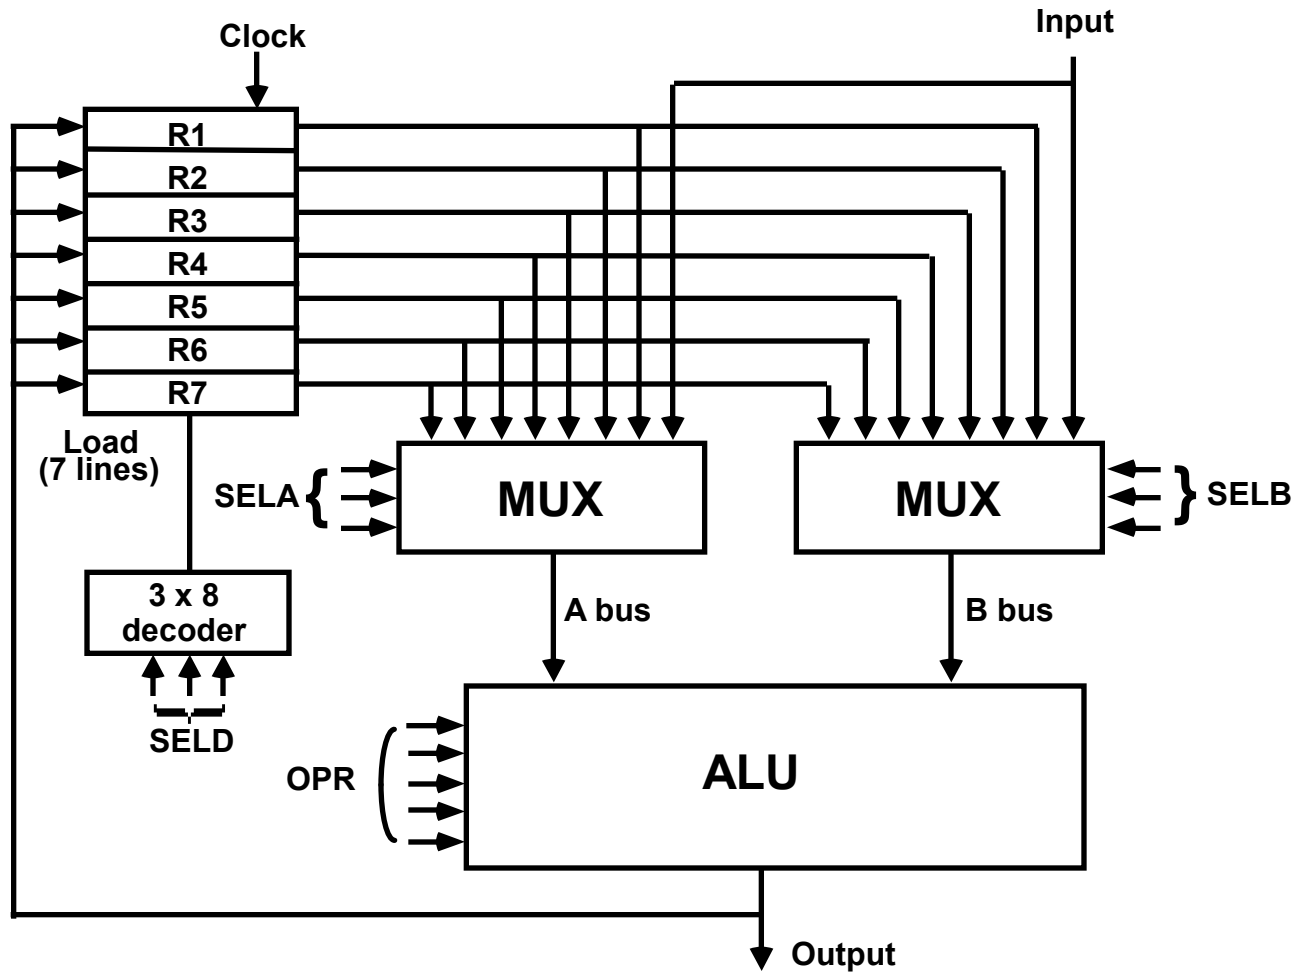 Input
Clock
R1
R2
R3
R4
R5
R6
R7
Load
(7 lines)
SELA {
MUX
MUX
} SELB
3 x 8
decoder
A bus
B bus
SELD
OPR
ALU
Output